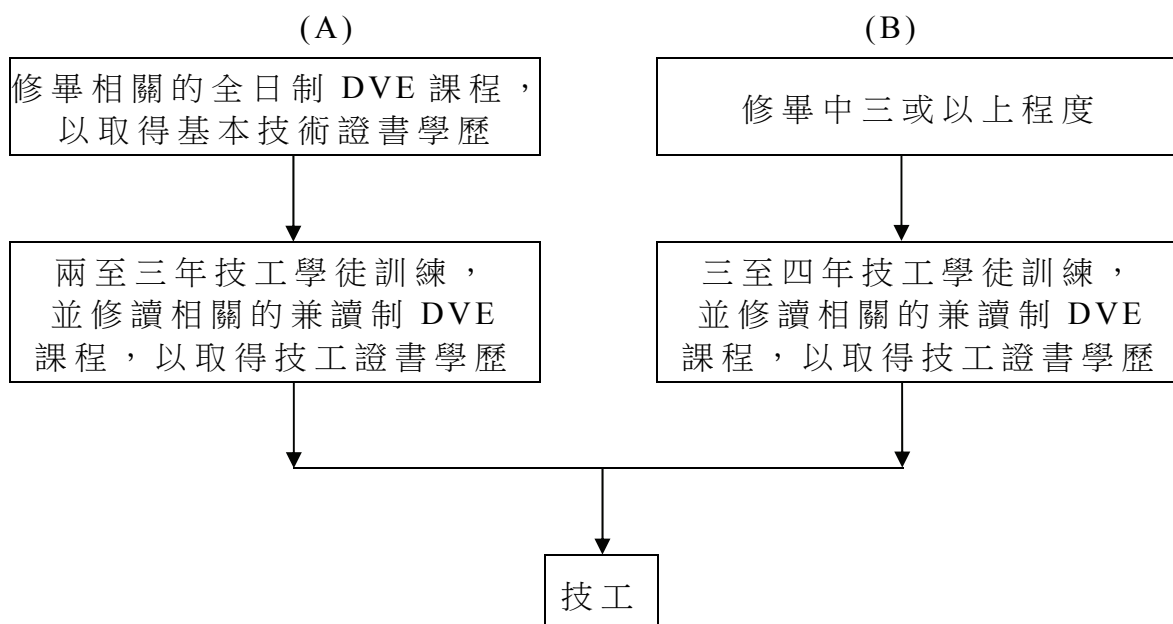 (A)
修畢相關的全日制 DVE 課程，
以取得基本技術證書學歷
兩至三年技工學徒訓練，
並修讀相關的兼讀制 DVE
課程，以取得技工證書學歷
(B)
修畢中三或以上程度
三至四年技工學徒訓練，
並修讀相關的兼讀制 DVE
課程，以取得技工證書學歷
技工